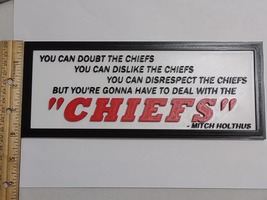 YOU CAN DOUBT THE CHIEFS
YOU CAN DISLIKE THE CHIEFS
YOU CAN DISRESPECT THE CHIEFS
BUT YOU'RE GONNA HAVE TO DEAL WITH THE
"CHIEFS"
- MITCH HOLTHUS